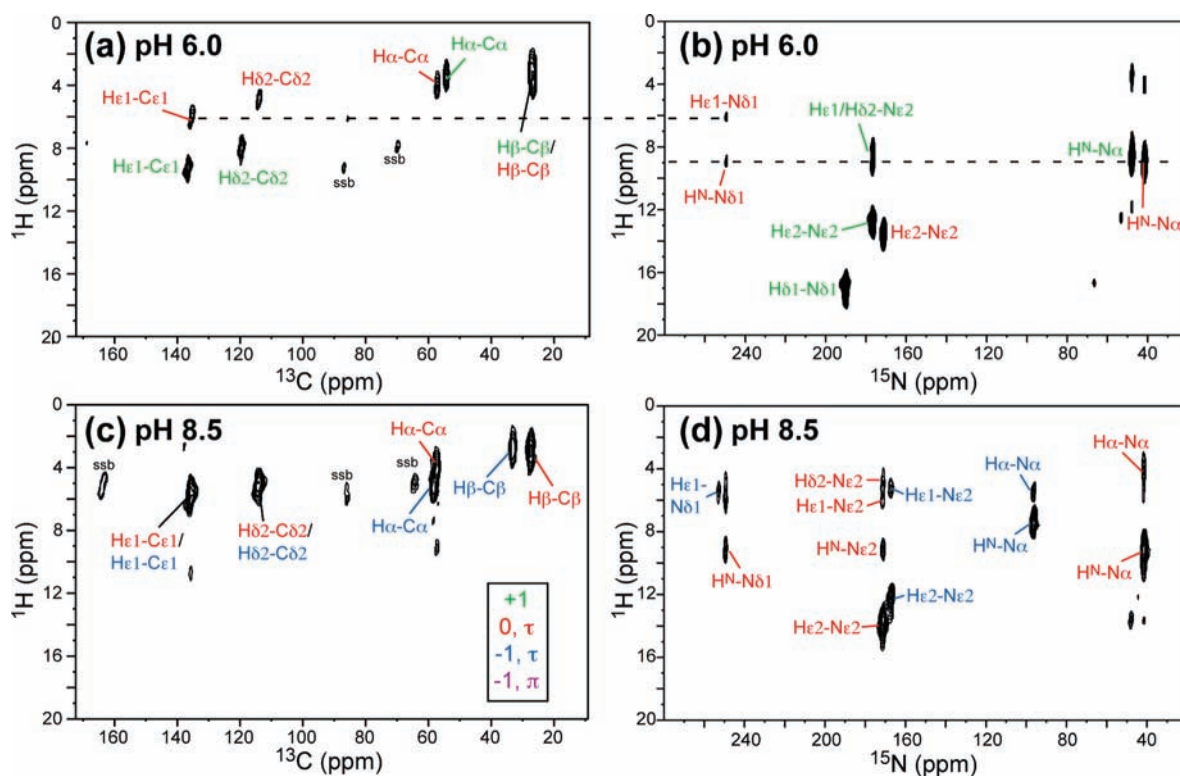 (a) pH 6.0
0
4
8
12
16
20
¹H (ppm)
160 140 120 100 80 60 40 20
¹³C (ppm)
Hε1-Cε1
Hδ2-Cδ2
Hα-Cα
Hα-Cα
Hε1-Cε1
Hδ2-Cδ2
ssb
ssb
Hβ-Cβ/
Hβ-Cβ
(b) pH 6.0
0
4
8
12
16
20
¹H (ppm)
240 200 160 120 80 40
¹⁵N (ppm)
Hε1-Nδ1
Hε1/Hδ2-Nε2
Hᴺ-Nα
Hᴺ-Nδ1
Hε2-Nε2
Hε2-Nε2
Hᴺ-Nα
Hδ1-Nδ1
(c) pH 8.5
0
4
8
12
16
20
¹H (ppm)
160 140 120 100 80 60 40 20
¹³C (ppm)
ssb
ssb
ssb
Hα-Cα
Hβ-Cβ
Hβ-Cβ
Hε1-Cε1/
Hε1-Cε1
Hδ2-Cδ2/
Hδ2-Cδ2
Hα-Cα
+1
0, τ
-1, τ
-1, π
(d) pH 8.5
0
4
8
12
16
20
¹H (ppm)
240 200 160 120 80 40
¹⁵N (ppm)
Hε1-
Nδ1
Hδ2-Nε2
Hε1-Nε2
Hε1-Nε2
Hα-Nα
Hα-Nα
Hᴺ-Nδ1
Hᴺ-Nε2
Hᴺ-Nα
Hᴺ-Nα
Hε2-Nε2
Hε2-Nε2